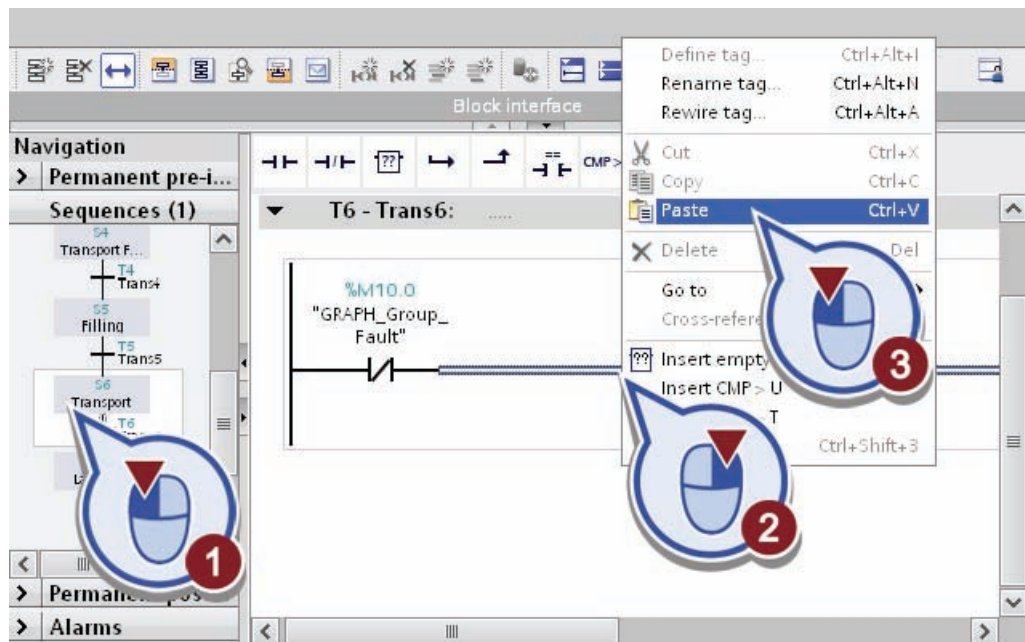 Define tag... Ctrl+Alt+I
Rename tag... Ctrl+Alt+N
Rewire tag... Ctrl+Alt+A
Block interface
Navigation
Permanent pre-i...
Sequences (1)
S4
Transport F...
T4
Trans4
S5
Filling
T5
Trans5
S6
Transport
T6
Alarms
CMP>
T6 - Trans6: .....
%M10.0
"GRAPH_Group_
Fault"
Cut Ctrl+X
Copy Ctrl+C
Paste Ctrl+V
Delete Del
Go to
Insert empty
Insert CMP> U
T
Ctrl+Shift+3
1
2
3